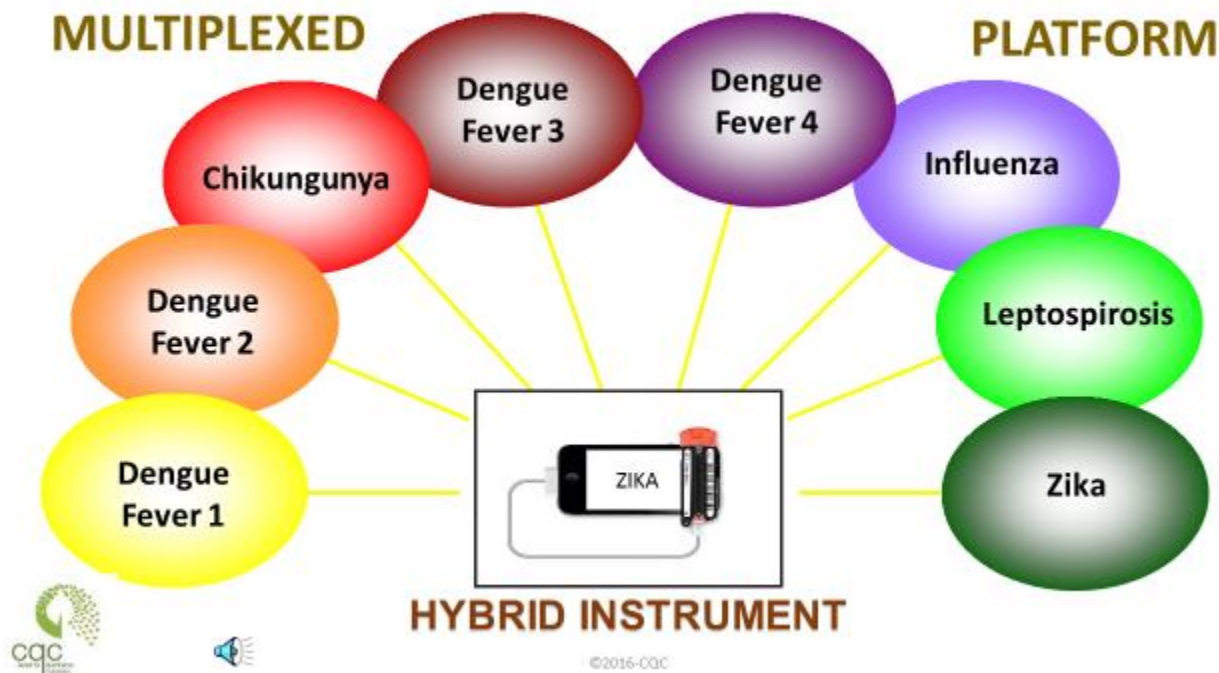 MULTIPLEXED
PLATFORM
Dengue
Fever 3
Dengue
Fever 4
Chikungunya
Influenza
Dengue
Fever 2
Leptospirosis
Dengue
Fever 1
ZIKA
Zika
HYBRID INSTRUMENT
cqc
©2016-CQC